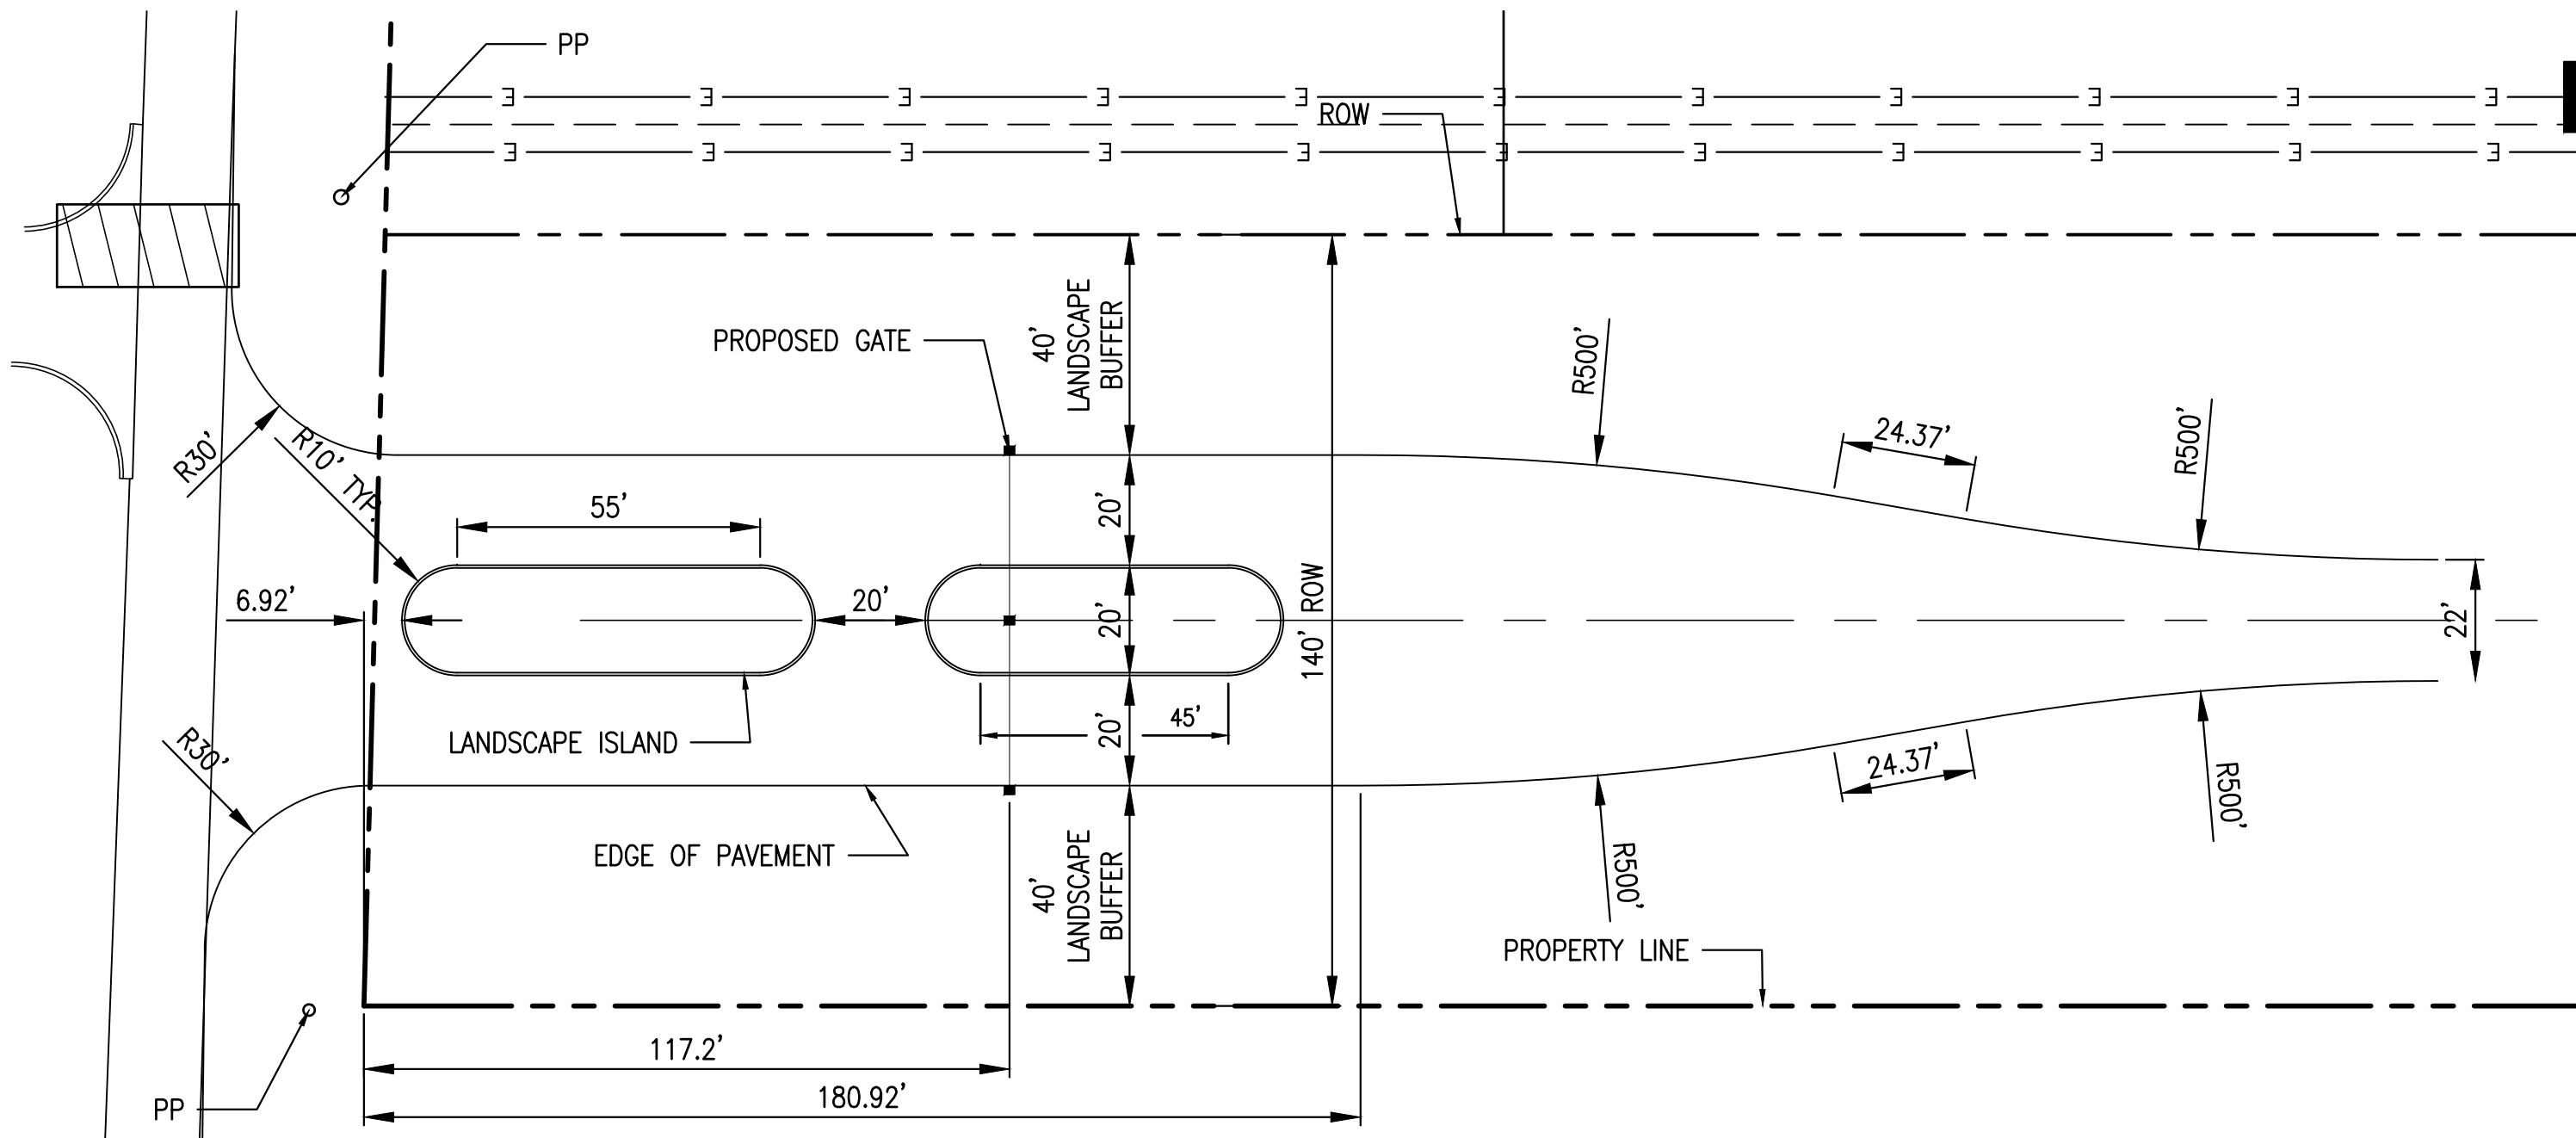 PP
E E E E E E E E E E E
ROW
E E E E E E E E E E E
PROPOSED GATE
40'
LANDSCAPE
BUFFER
R500'
R30'
R10' TYP.
24.37'
R500'
55'
20'
6.92'
20'
20'
140' ROW
22'
LANDSCAPE ISLAND
45'
20'
R30'
24.37'
R500'
EDGE OF PAVEMENT
40'
LANDSCAPE
BUFFER
R500'
PROPERTY LINE
117.2'
180.92'
PP